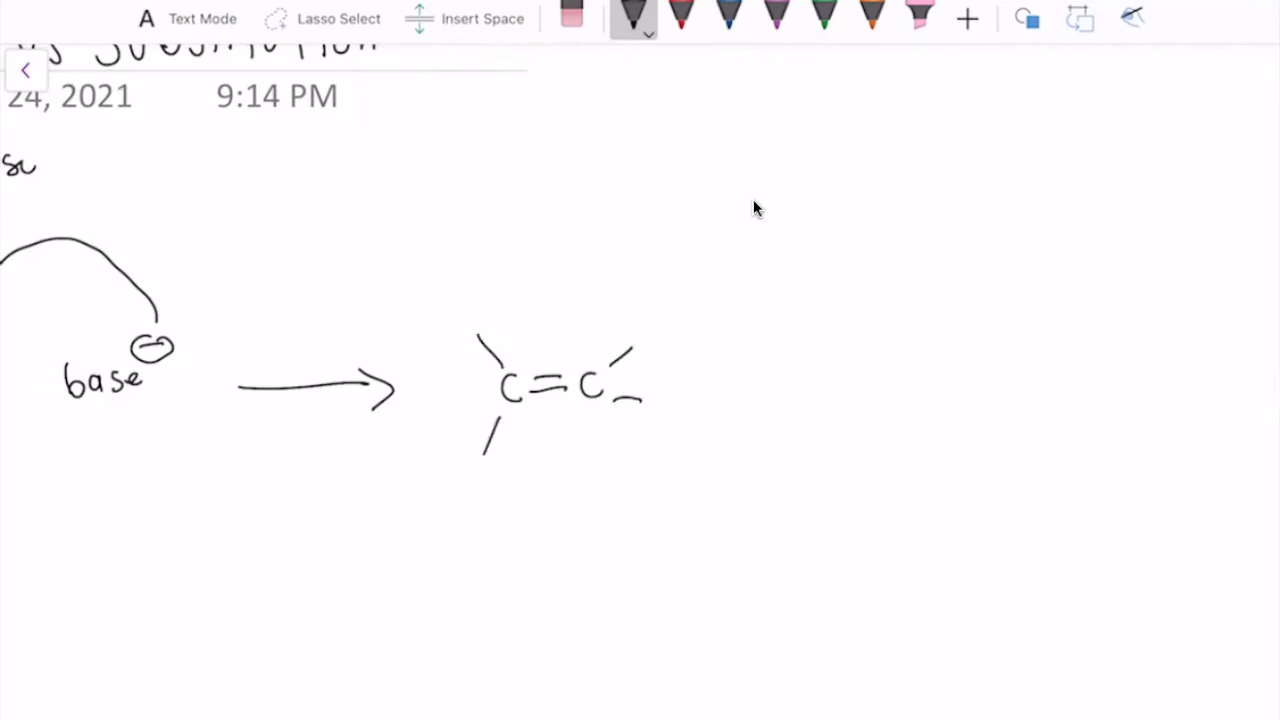 A Text Mode Lasso Select Insert Space
24, 2021 9:14 PM
base
C=C